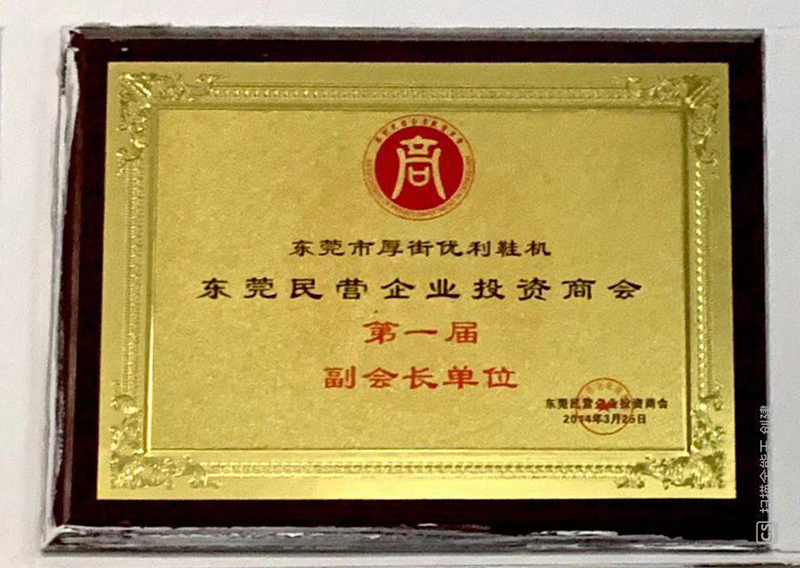 东莞市厚街优利鞋机
东莞民营企业投资商会
第一届
副会长单位
东莞民营企业投资商会
2014年3月26日
CS 扫描全能王 创建